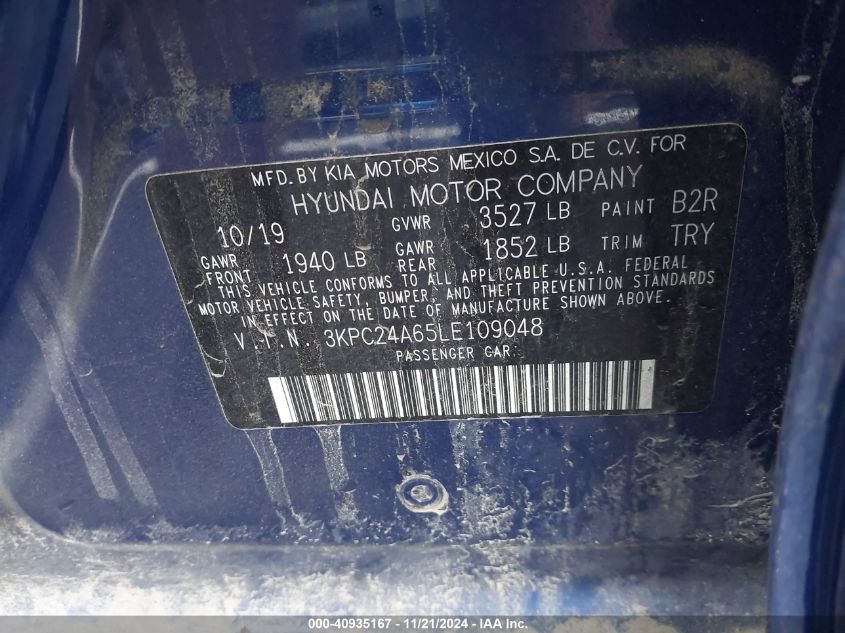 MFD. BY KIA MOTORS MEXICO S.A. DE C.V. FOR
HYUNDAI MOTOR COMPANY
10/19 GVWR 3527 LB PAINT B2R
GAWR FRONT 1940 LB GAWR REAR 1852 LB TRIM TRY
THIS VEHICLE CONFORMS TO ALL APPLICABLE U.S.A. FEDERAL
MOTOR VEHICLE SAFETY, BUMPER, AND THEFT PREVENTION STANDARDS
IN EFFECT ON THE DATE OF MANUFACTURE SHOWN ABOVE.
V.I.N. 3KPC24A65LE109048
PASSENGER CAR
000-40935167 - 11/21/2024 - IAA Inc.